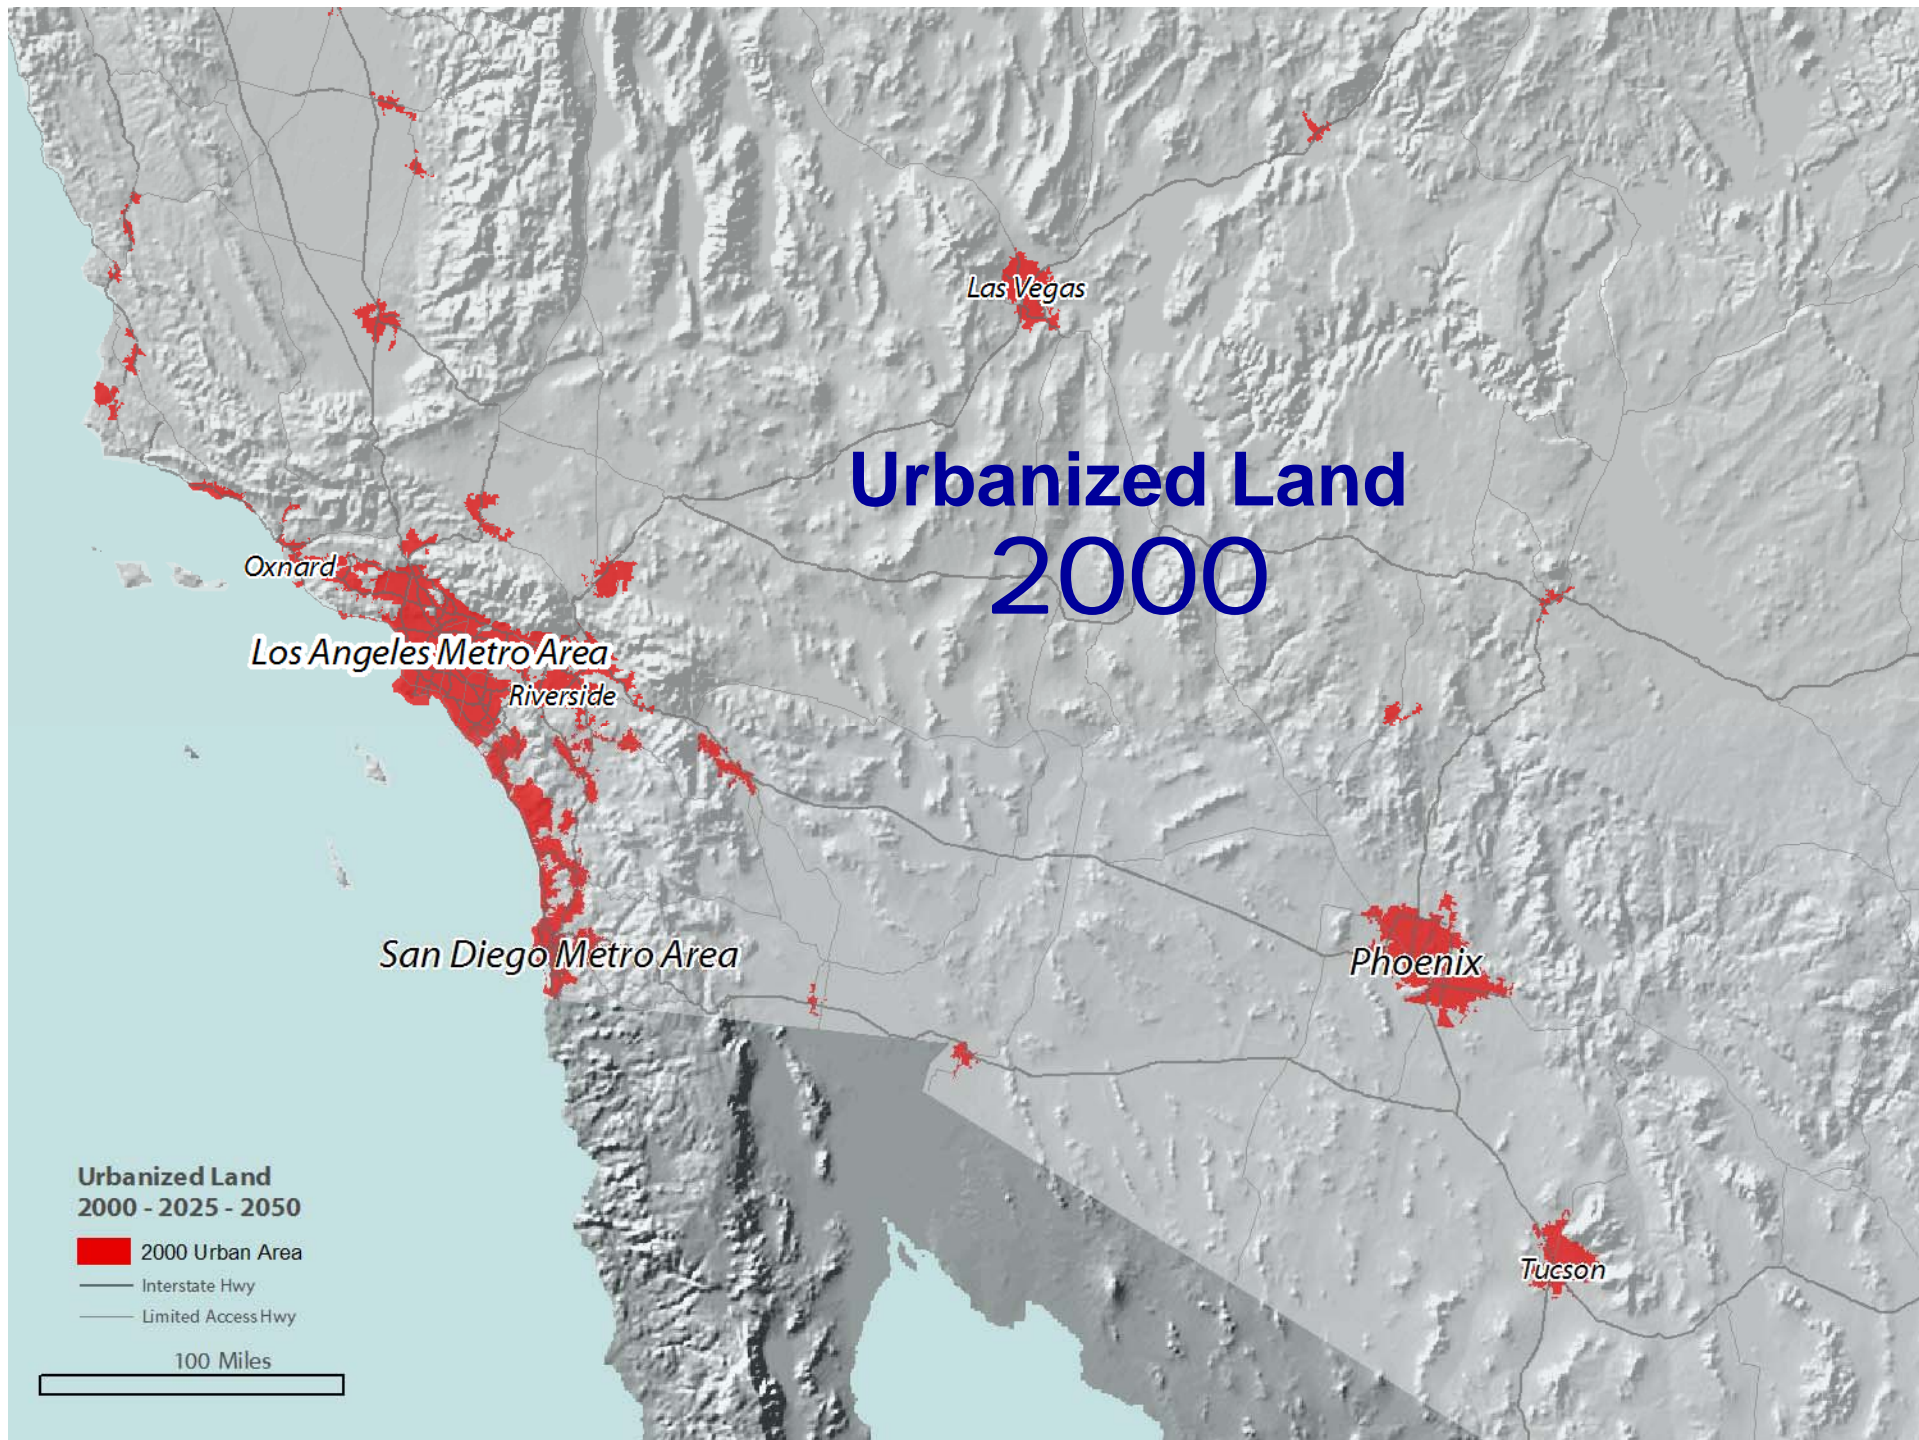 Las Vegas
Urbanized Land
2000
Oxnard
Los Angeles Metro Area
Riverside
San Diego Metro Area
Phoenix
Tucson
Urbanized Land
2000 - 2025 - 2050
2000 Urban Area
Interstate Hwy
Limited Access Hwy
100 Miles